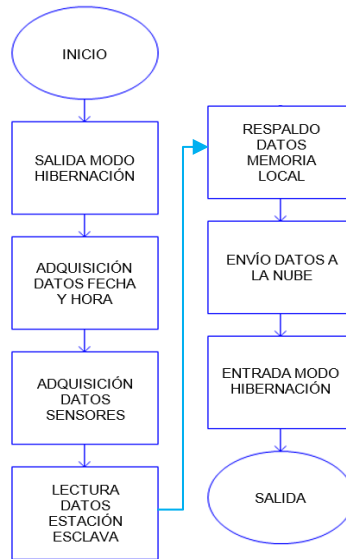 INICIO
SALIDA MODO
HIBERNACIÓN
ADQUISICIÓN
DATOS FECHA
Y HORA
ADQUISICIÓN
DATOS
SENSORES
LECTURA
DATOS
ESTACIÓN
ESCLAVA
RESPALDO
DATOS
MEMORIA
LOCAL
ENVÍO DATOS A
LA NUBE
ENTRADA MODO
HIBERNACIÓN
SALIDA